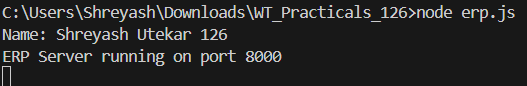 C:\Users\Shreyash\Downloads\WT_Practicals_126>node erp.js
Name: Shreyash Utekar 126
ERP Server running on port 8000